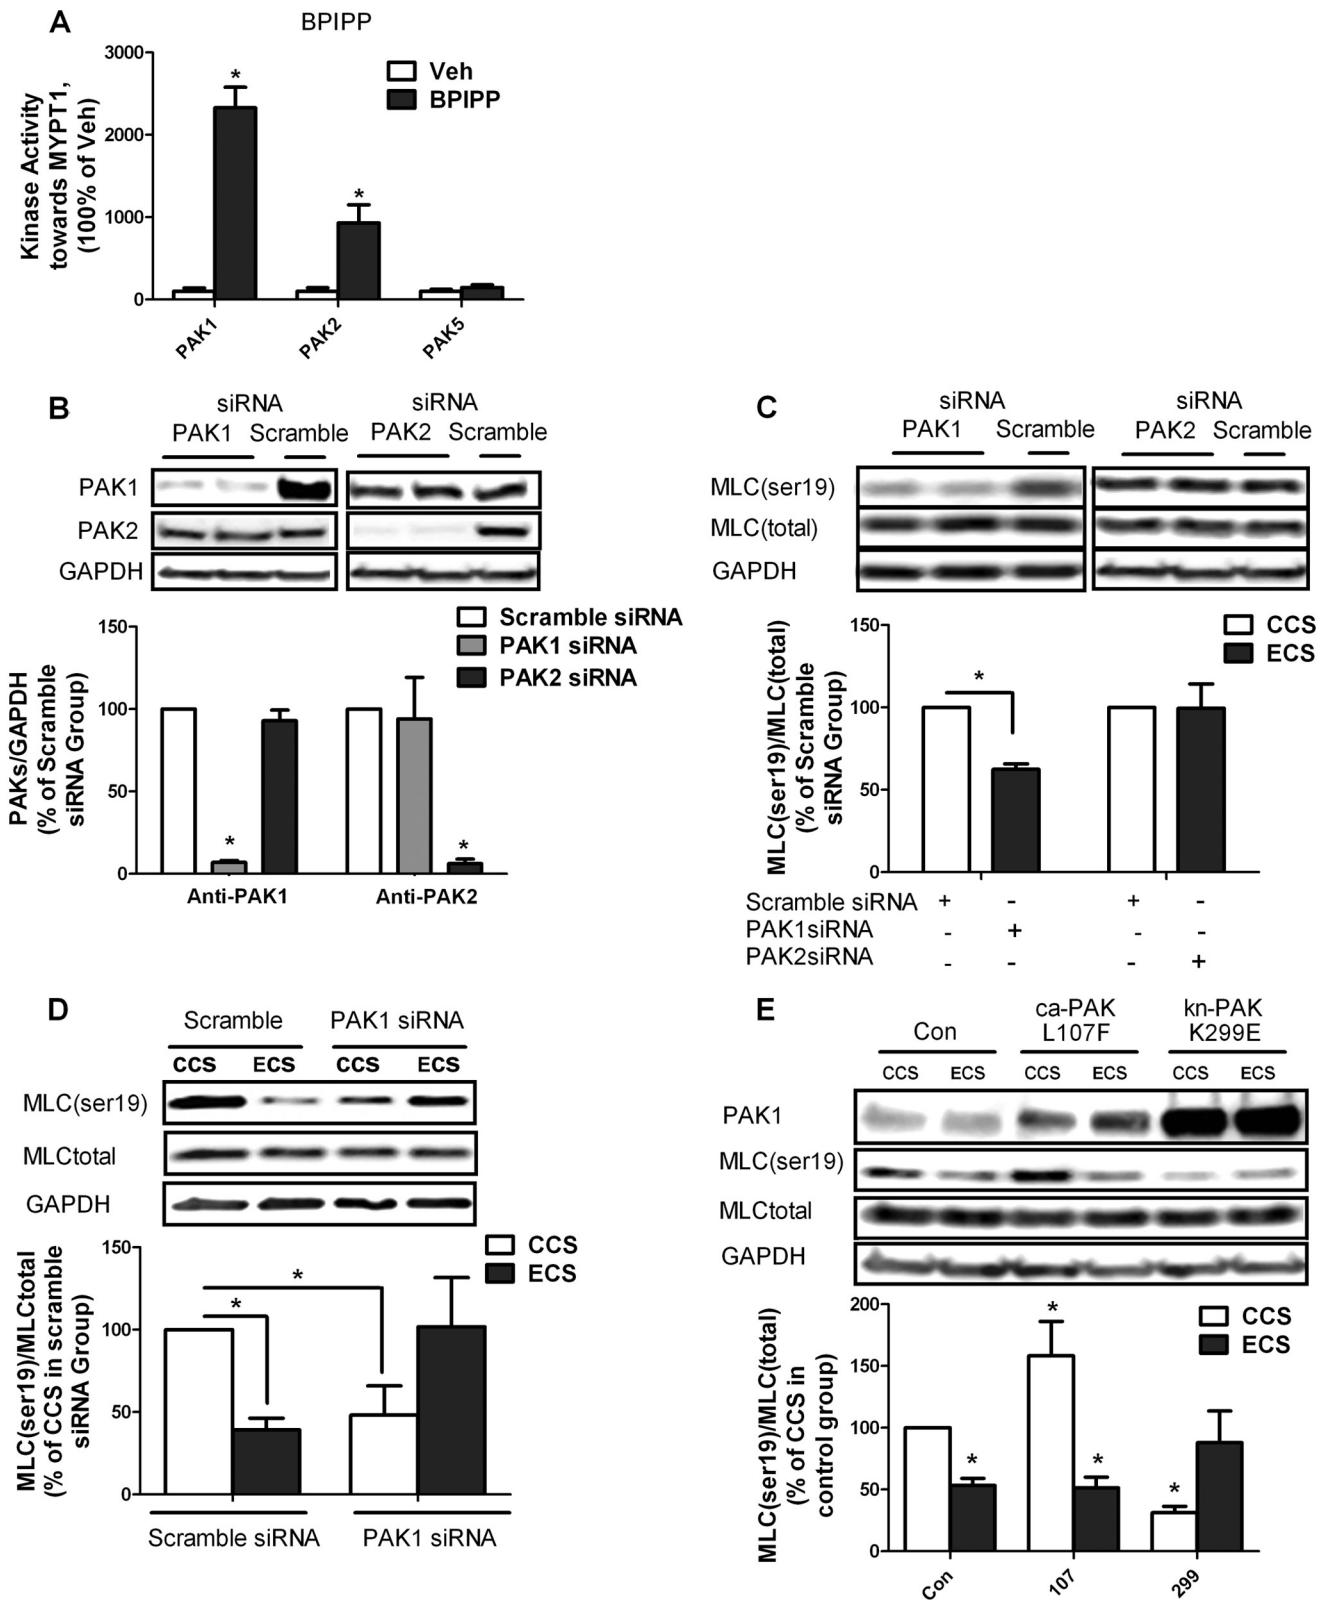 A
BPIPP
Kinase Activity
towards MYPT1,
(100% of Veh)
3000
2000
1000
0
*
*
Veh
BPIPP
PAK1
PAK2
PAK5
B
siRNA
siRNA
PAK1 Scramble
PAK2 Scramble
PAK1
PAK2
GAPDH
PAKs/GAPDH
(% of Scramble
siRNA Group)
150
100
50
0
Scramble siRNA
PAK1 siRNA
PAK2 siRNA
*
*
Anti-PAK1
Anti-PAK2
C
siRNA
siRNA
PAK1 Scramble
PAK2 Scramble
MLC(ser19)
MLC(total)
GAPDH
MLC(ser19)/MLC(total)
(% of Scramble
siRNA Group)
150
100
50
0
CCS
ECS
*
Scramble siRNA + - + -
PAK1siRNA - + - -
PAK2siRNA - - - +
D
Scramble PAK1 siRNA
CCS ECS CCS ECS
MLC(ser19)
MLCtotal
GAPDH
MLC(ser19)/MLCtotal
(% of CCS in scramble
siRNA Group)
150
100
50
0
CCS
ECS
*
*
Scramble siRNA
PAK1 siRNA
E
Con
ca-PAK
L107F
kn-PAK
K299E
CCS ECS CCS ECS CCS ECS
PAK1
MLC(ser19)
MLCtotal
GAPDH
MLC(ser19)/MLC(total)
(% of CCS in
control group)
200
150
100
50
0
CCS
ECS
*
*
*
*
Con
107
299